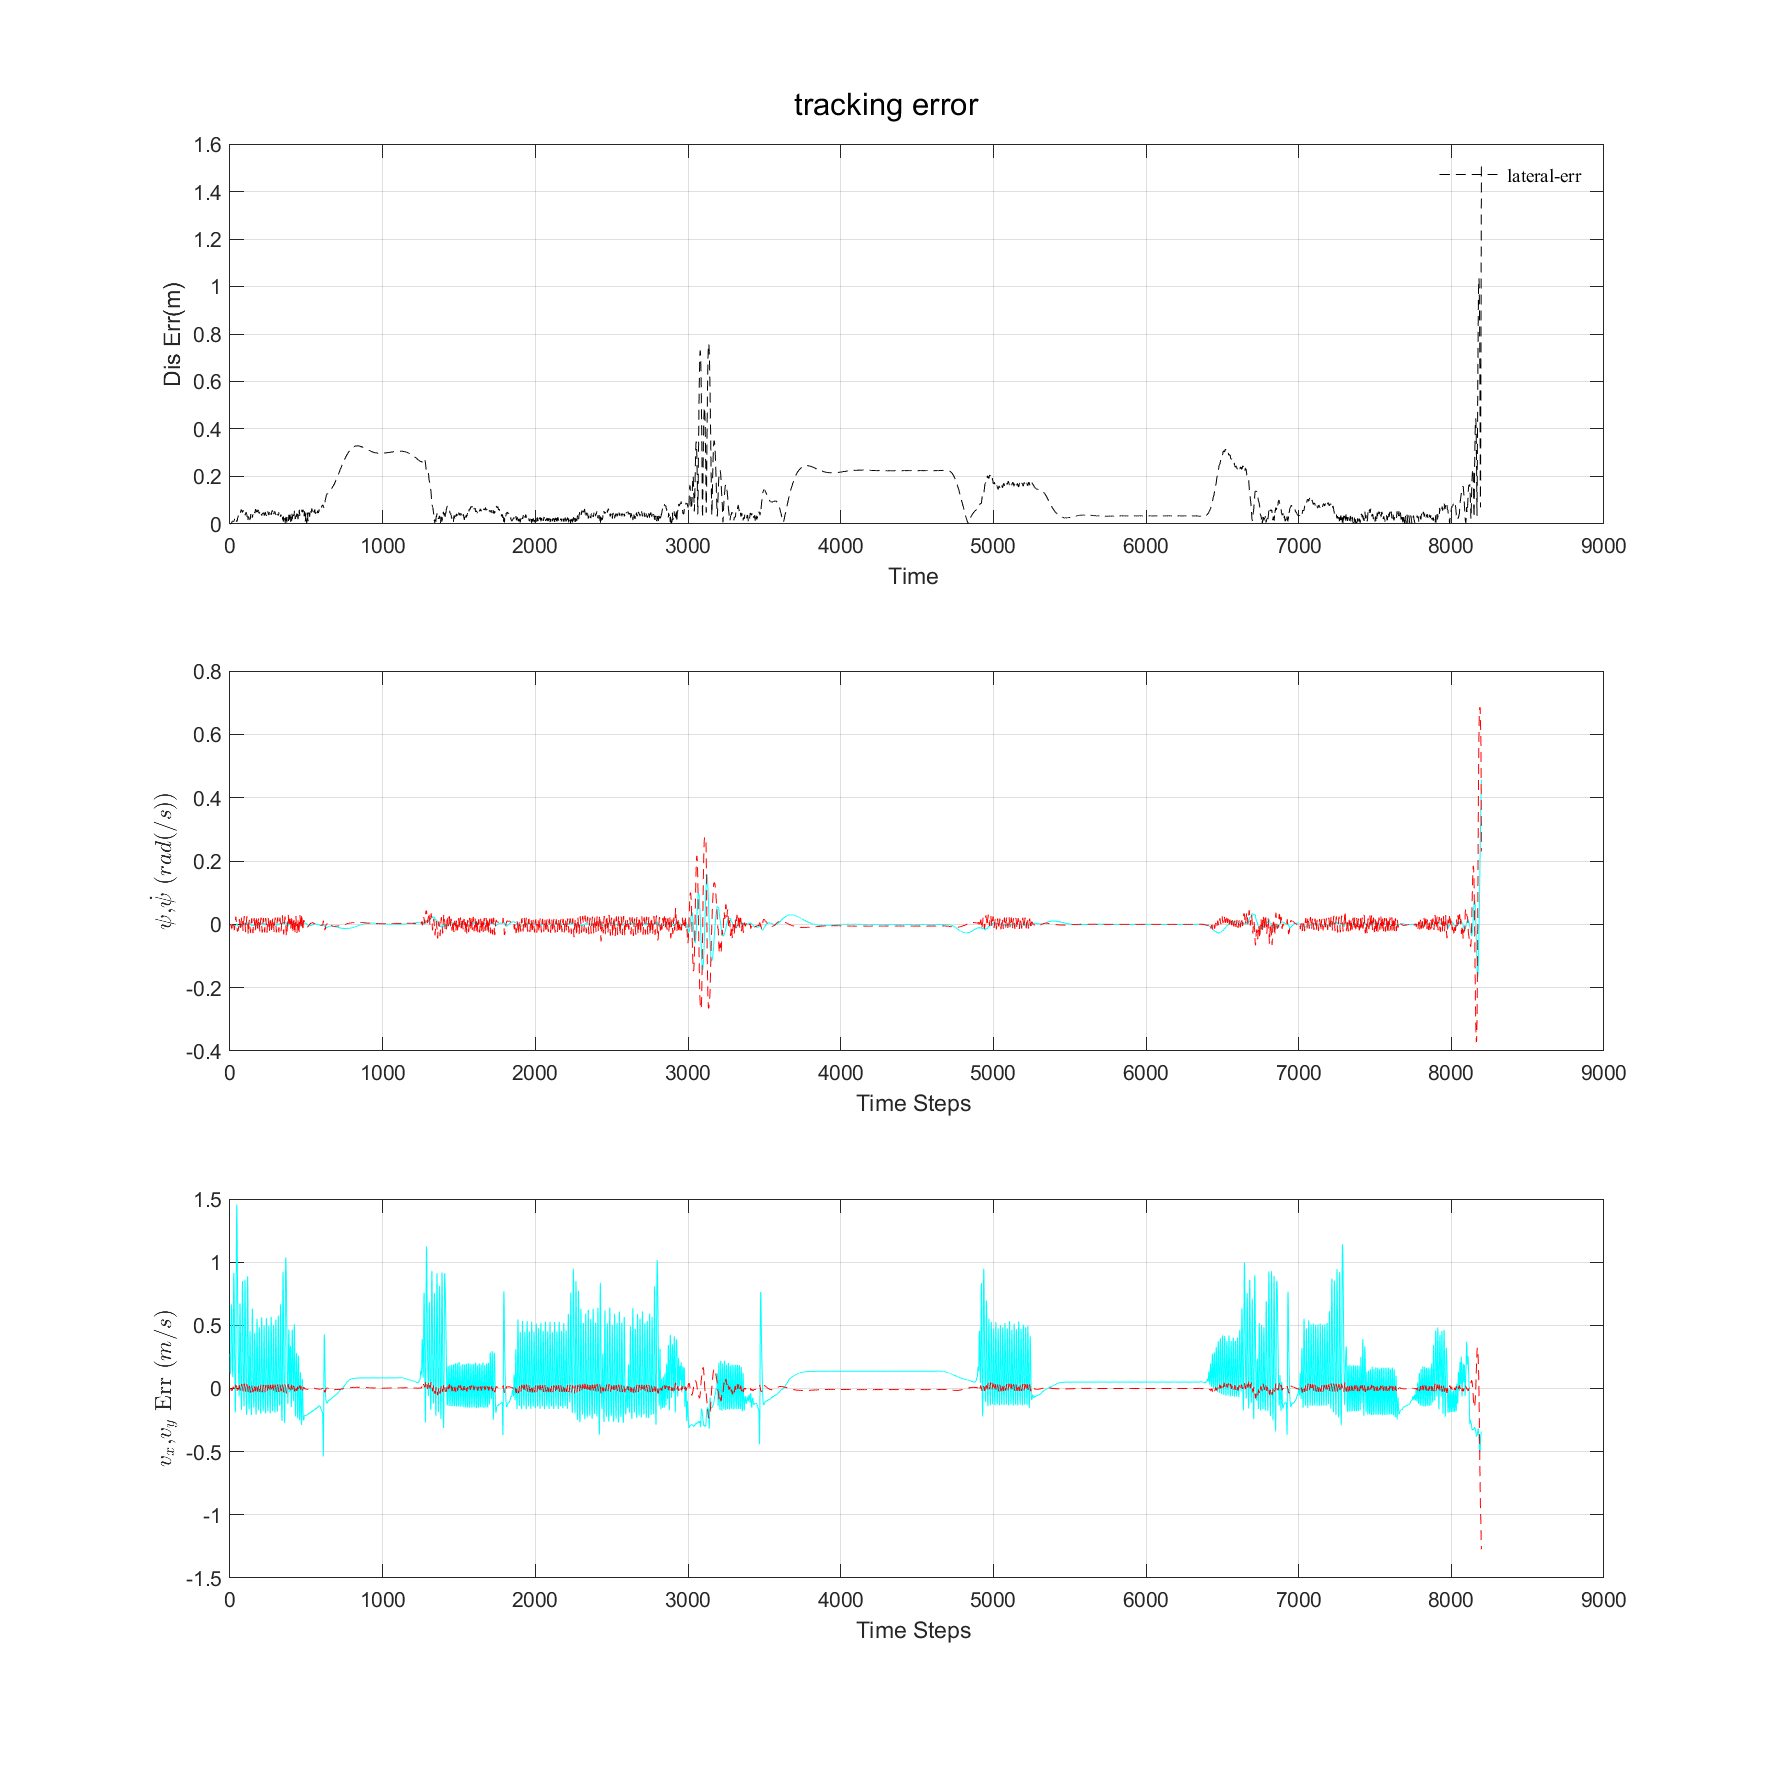 tracking error
1.6
1.4
1.2
1
0.8
0.6
0.4
0.2
0
Dis Err(m)
lateral-err
0 1000 2000 3000 4000 5000 6000 7000 8000 9000
Time
0.8
0.6
0.4
0.2
0
-0.2
-0.4
ψ,ψ̇ (rad(/s))
0 1000 2000 3000 4000 5000 6000 7000 8000 9000
Time Steps
1.5
1
0.5
0
-0.5
-1
-1.5
vₓ,v_y Err (m/s)
0 1000 2000 3000 4000 5000 6000 7000 8000 9000
Time Steps